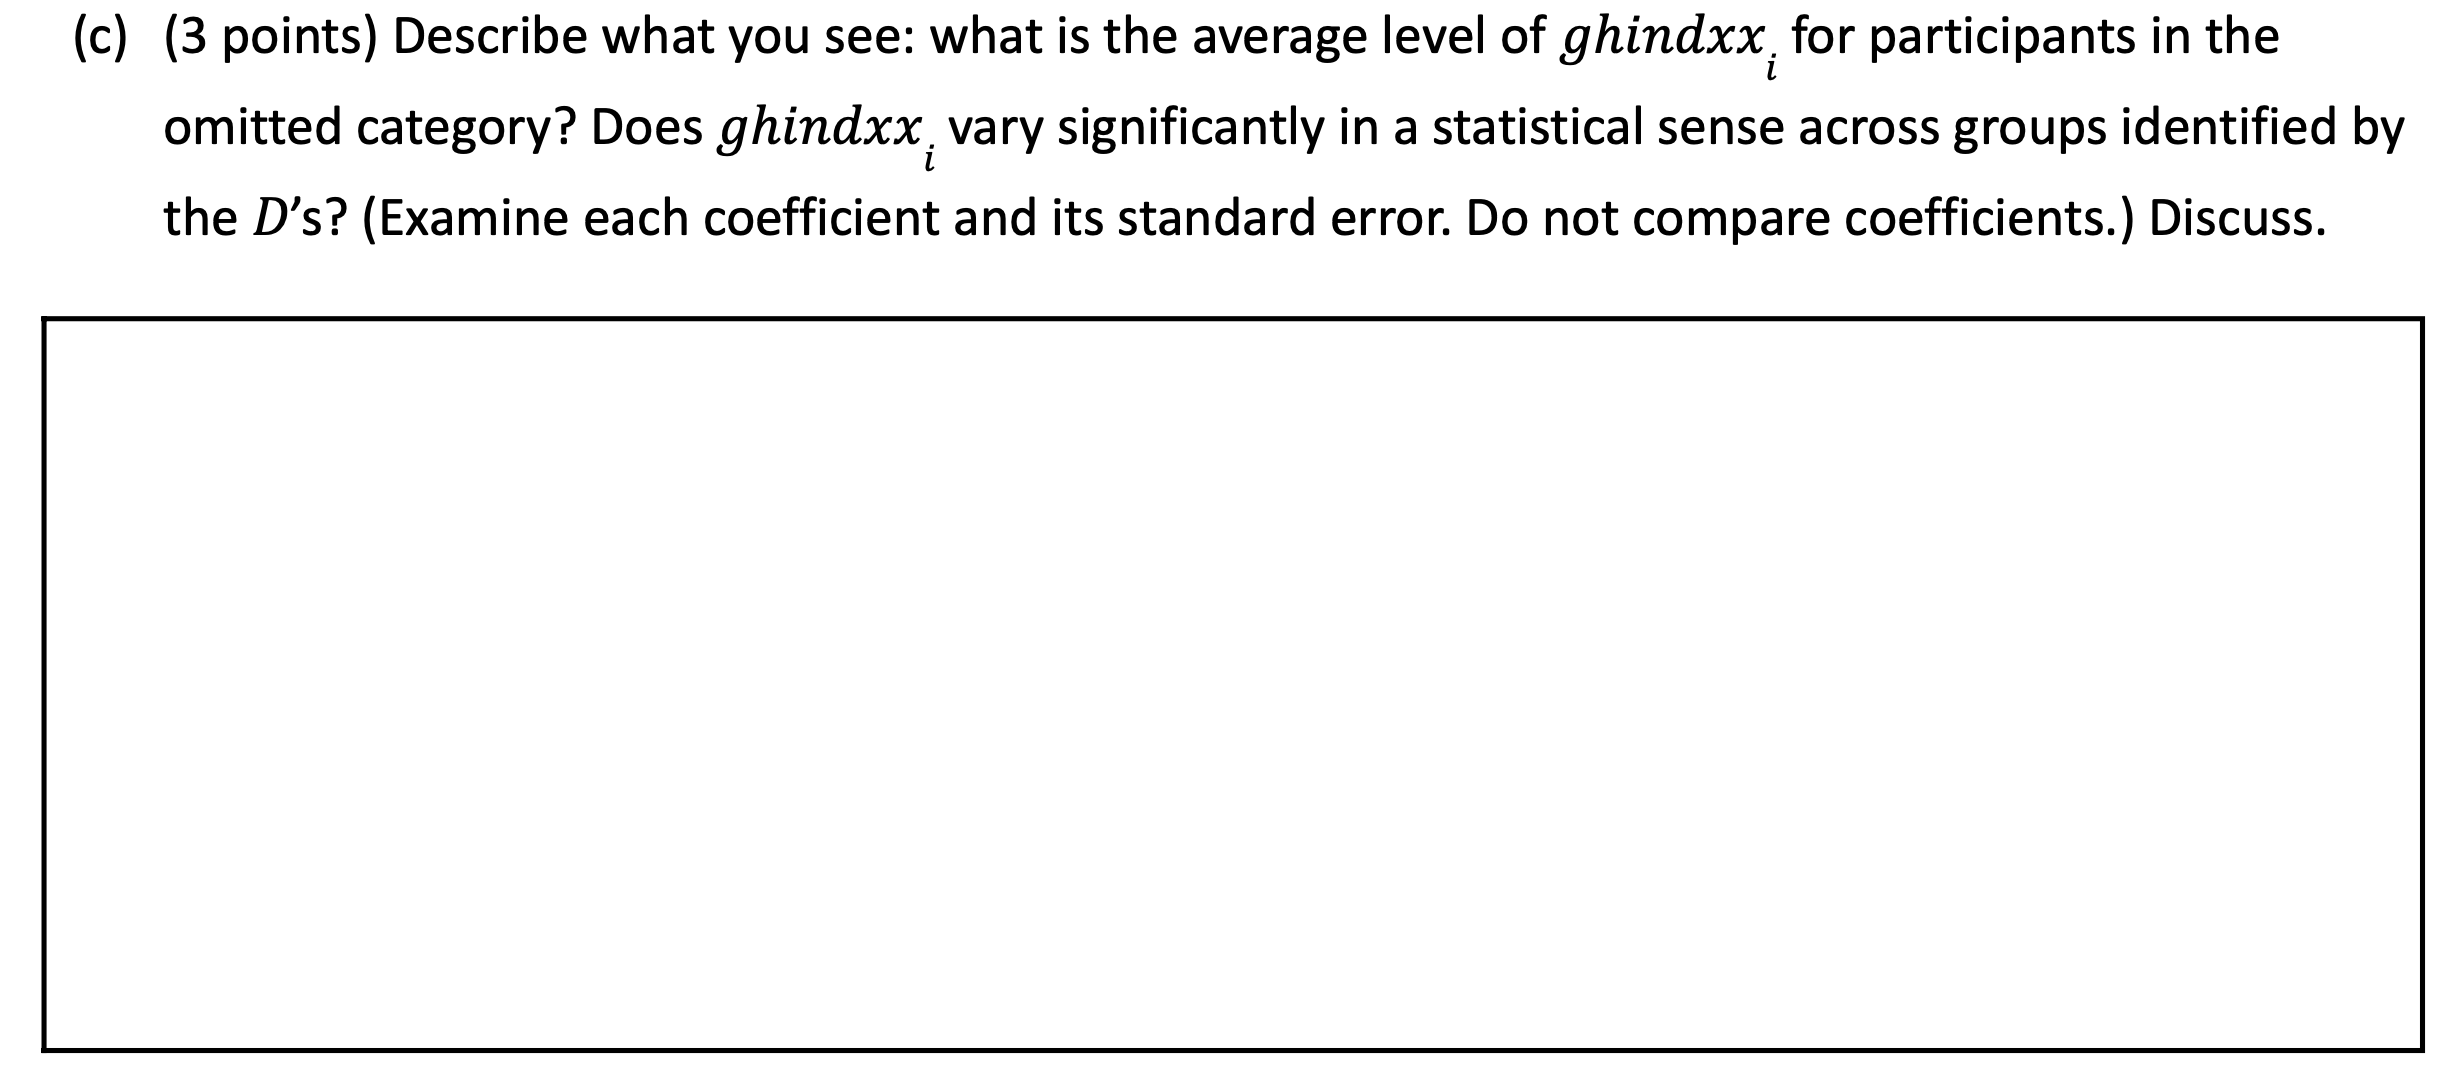 (c) (3 points) Describe what you see: what is the average level of ghindxx_i for participants in the
omitted category? Does ghindxx_i vary significantly in a statistical sense across groups identified by
the D’s? (Examine each coefficient and its standard error. Do not compare coefficients.) Discuss.